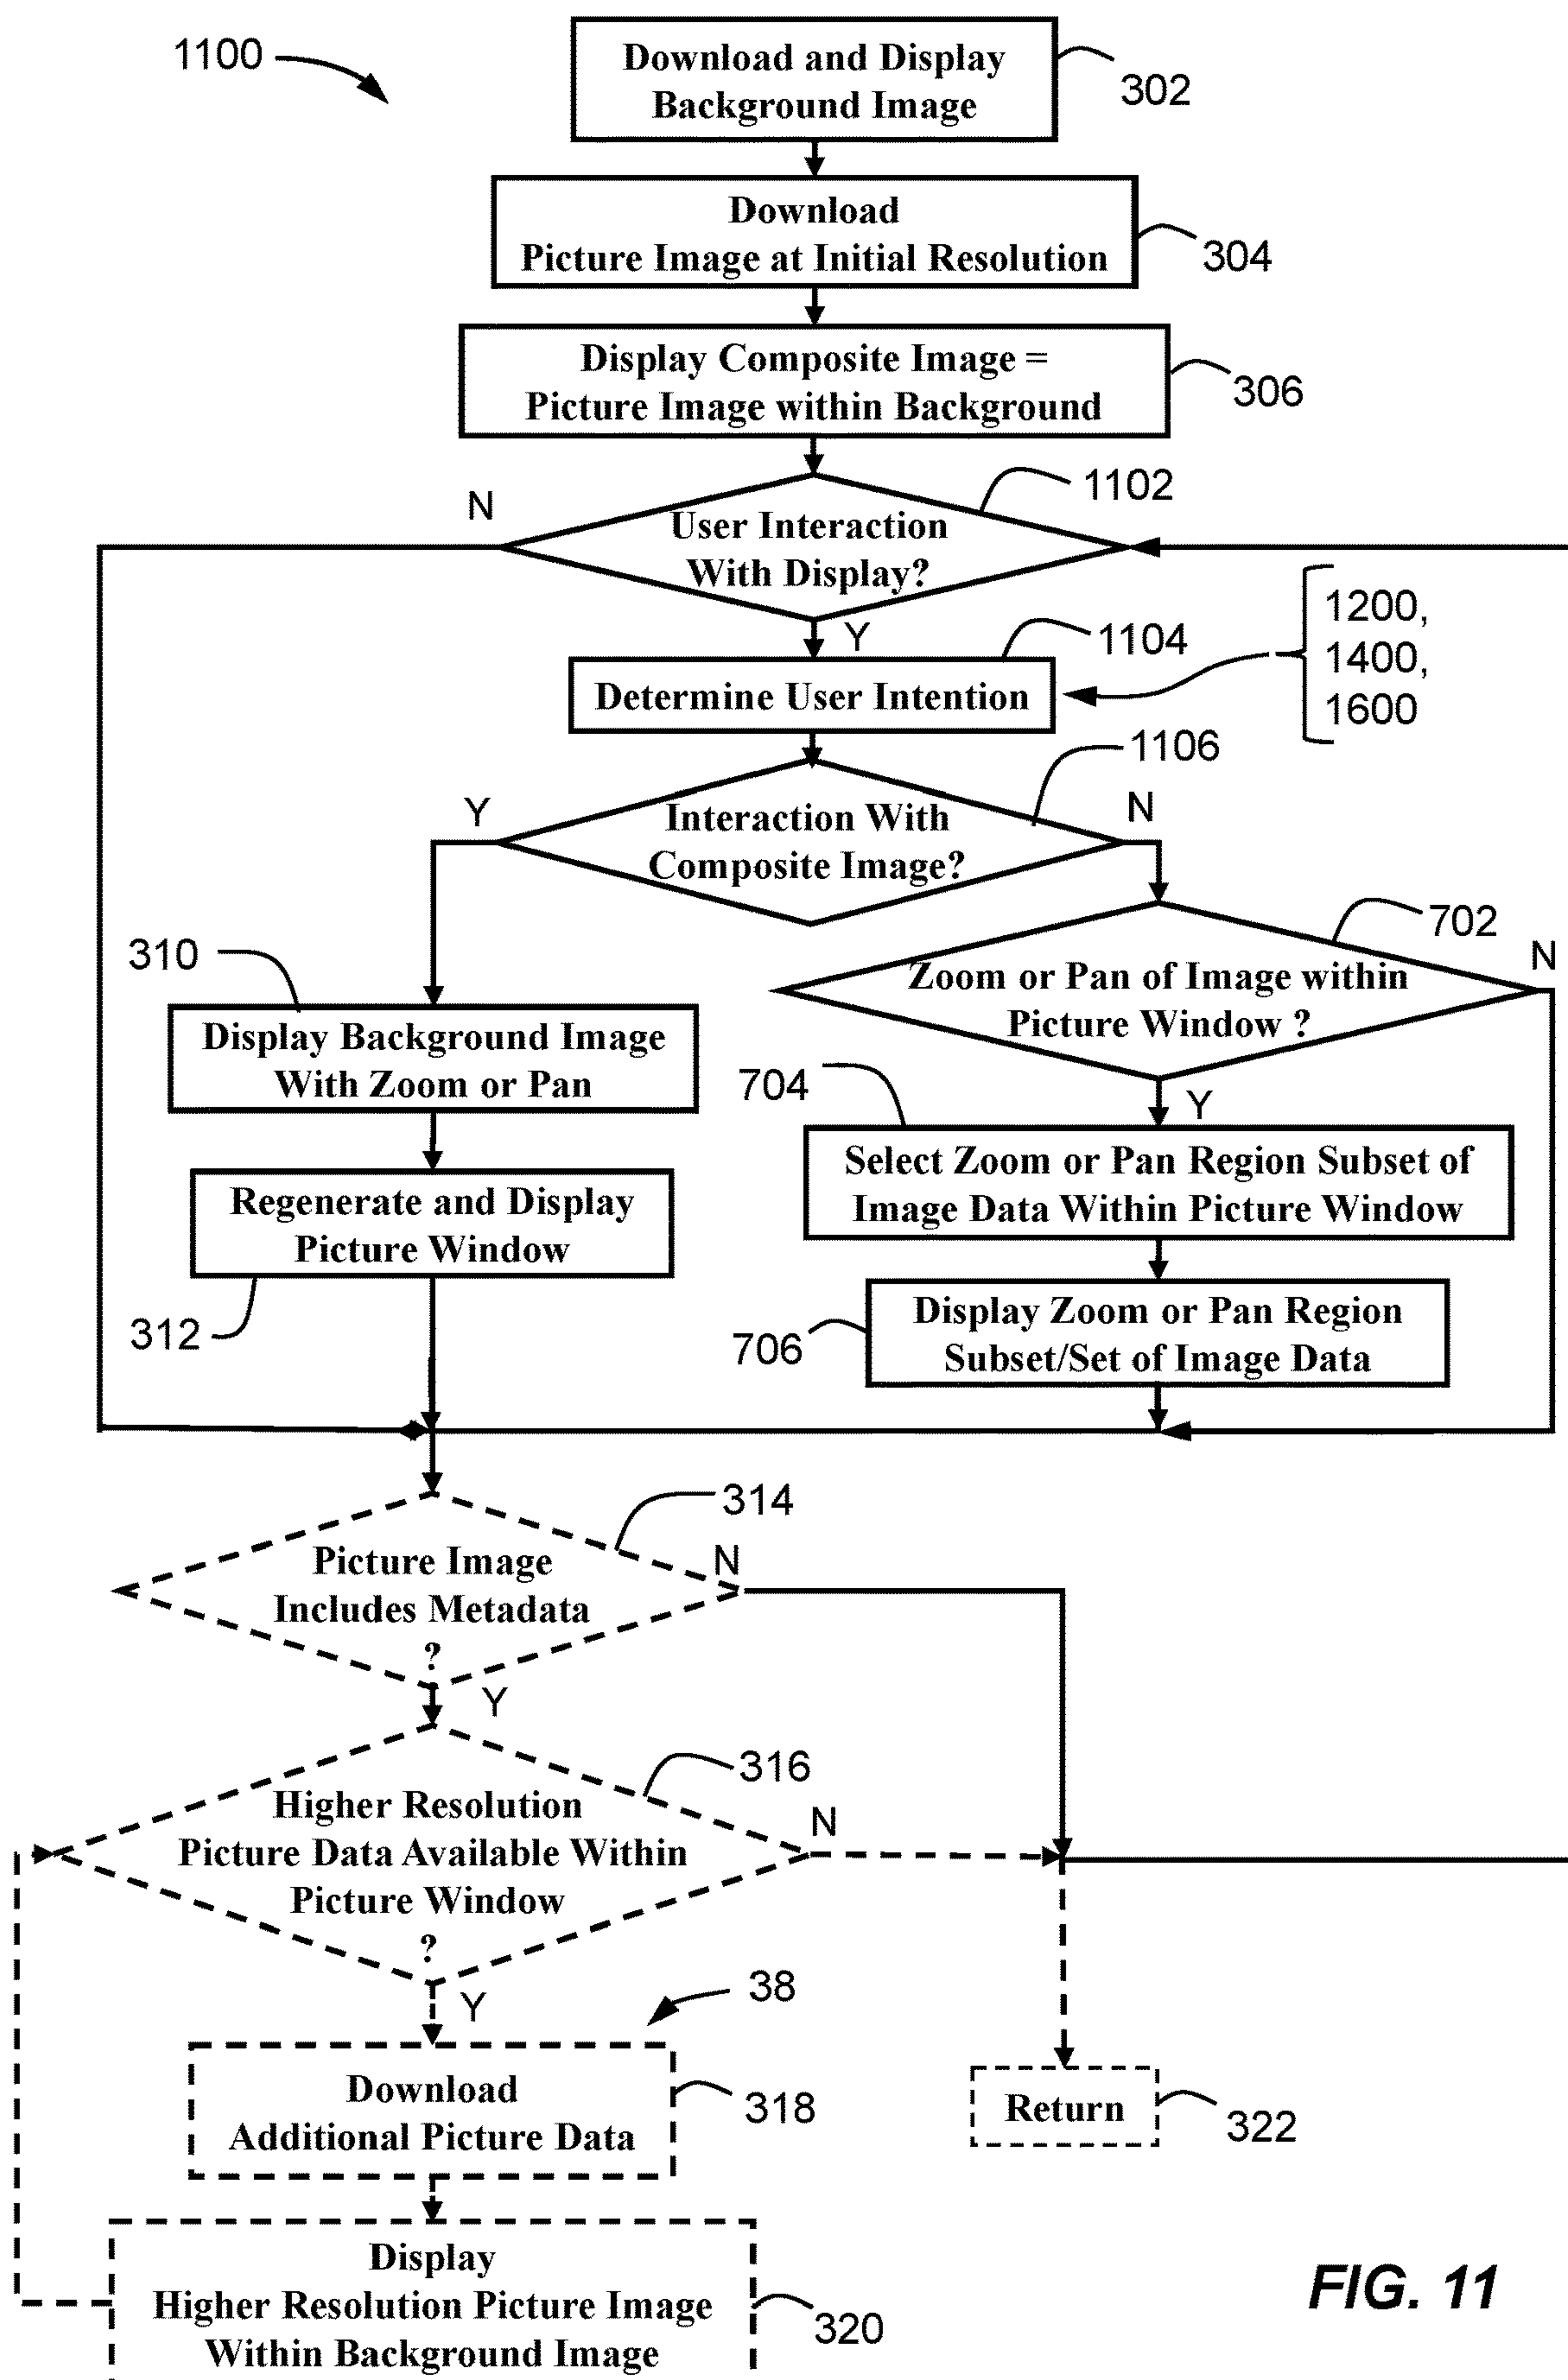 1100
Download and Display
Background Image
302
Download
Picture Image at Initial Resolution
304
Display Composite Image =
Picture Image within Background
306
N
User Interaction
With Display?
1102
Y
Determine User Intention
1104
1200,
1400,
1600
Y
Interaction With
Composite Image?
1106
N
310
Display Background Image
With Zoom or Pan
Zoom or Pan of Image within
Picture Window ?
702
N
Y
704
Select Zoom or Pan Region Subset of
Image Data Within Picture Window
Regenerate and Display
Picture Window
312
706
Display Zoom or Pan Region
Subset/Set of Image Data
314
Picture Image
Includes Metadata
?
N
Y
316
Higher Resolution
Picture Data Available Within
Picture Window
?
N
Y
38
Download
Additional Picture Data
318
Return
322
Display
Higher Resolution Picture Image
Within Background Image
320
FIG. 11